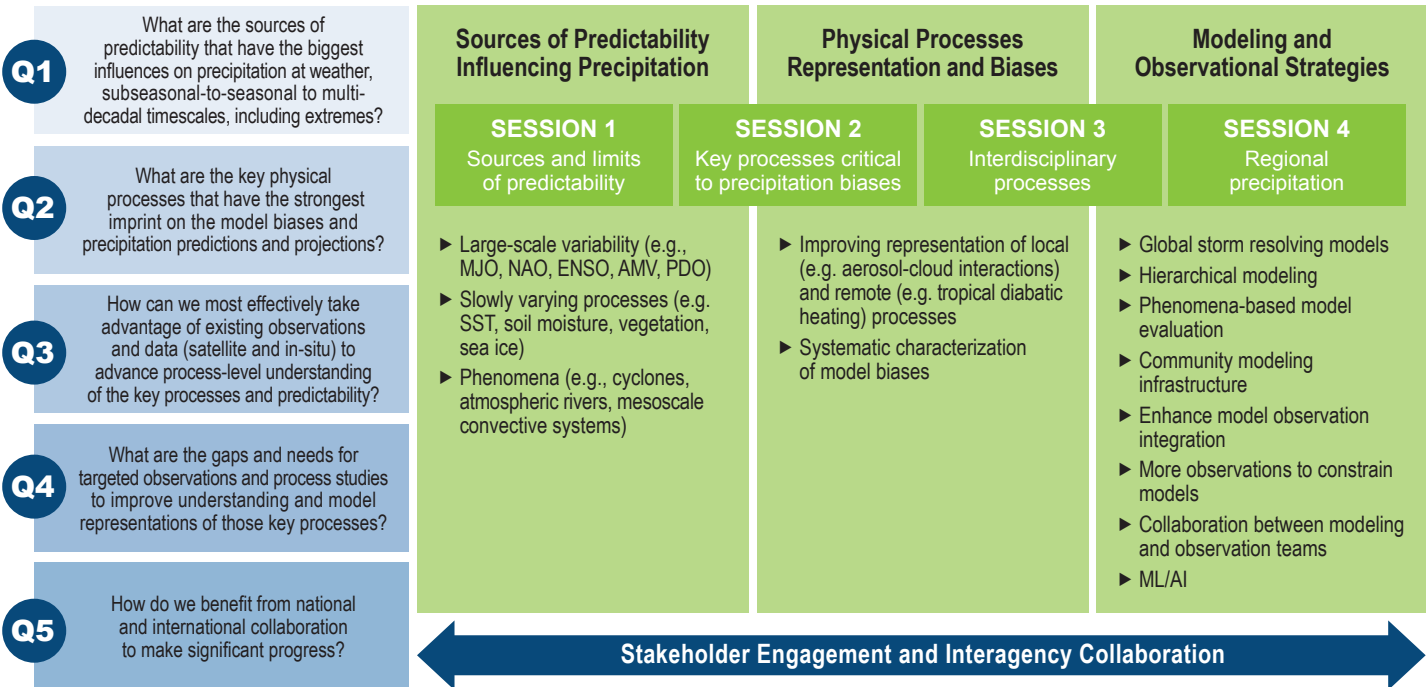 Q1
What are the sources of
predictability that have the biggest
influences on precipitation at weather,
subseasonal-to-seasonal to multi-
decadal timescales, including extremes?
Q2
What are the key physical
processes that have the strongest
imprint on the model biases and
precipitation predictions and projections?
Q3
How can we most effectively take
advantage of existing observations
and data (satellite and in-situ) to
advance process-level understanding
of the key processes and predictability?
Q4
What are the gaps and needs for
targeted observations and process studies
to improve understanding and model
representations of those key processes?
Q5
How do we benefit from national
and international collaboration
to make significant progress?
Sources of Predictability
Influencing Precipitation
Physical Processes
Representation and Biases
Modeling and
Observational Strategies
SESSION 1
Sources and limits
of predictability
SESSION 2
Key processes critical
to precipitation biases
SESSION 3
Interdisciplinary
processes
SESSION 4
Regional
precipitation
▶ Large-scale variability (e.g.,
MJO, NAO, ENSO, AMV, PDO)
▶ Slowly varying processes (e.g.
SST, soil moisture, vegetation,
sea ice)
▶ Phenomena (e.g., cyclones,
atmospheric rivers, mesoscale
convective systems)
▶ Improving representation of local
(e.g. aerosol-cloud interactions)
and remote (e.g. tropical diabatic
heating) processes
▶ Systematic characterization
of model biases
▶ Global storm resolving models
▶ Hierarchical modeling
▶ Phenomena-based model
evaluation
▶ Community modeling
infrastructure
▶ Enhance model observation
integration
▶ More observations to constrain
models
▶ Collaboration between modeling
and observation teams
▶ ML/AI
Stakeholder Engagement and Interagency Collaboration